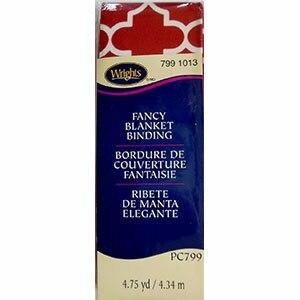 799 1013
Wrights
FANCY
BLANKET
BINDING
BORDURE DE
COUVERTURE
FANTAISIE
RIBETE
DE MANTA
ELEGANTE
PC799
4.75 yd / 4.34 m